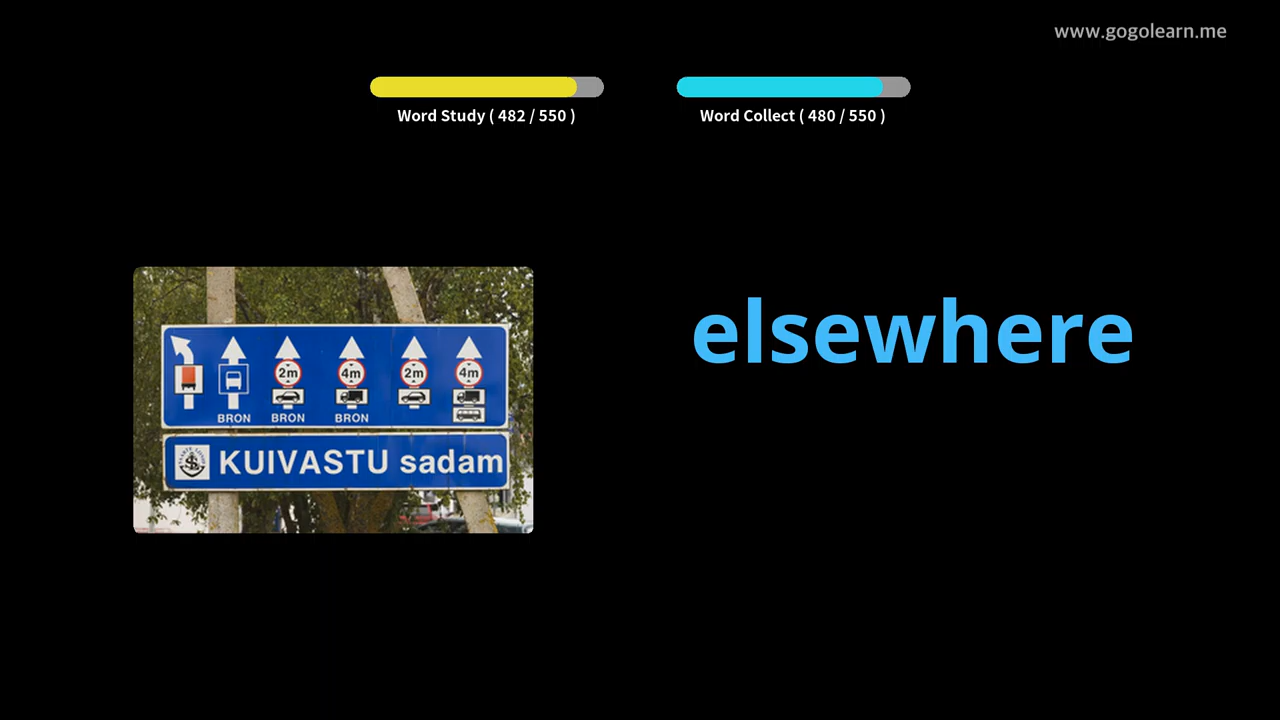 www.gogolearn.me
Word Study ( 482 / 550 )
Word Collect ( 480 / 550 )
elsewhere
2m 4m 2m 4m
BRON BRON BRON
KUIVASTU sadam